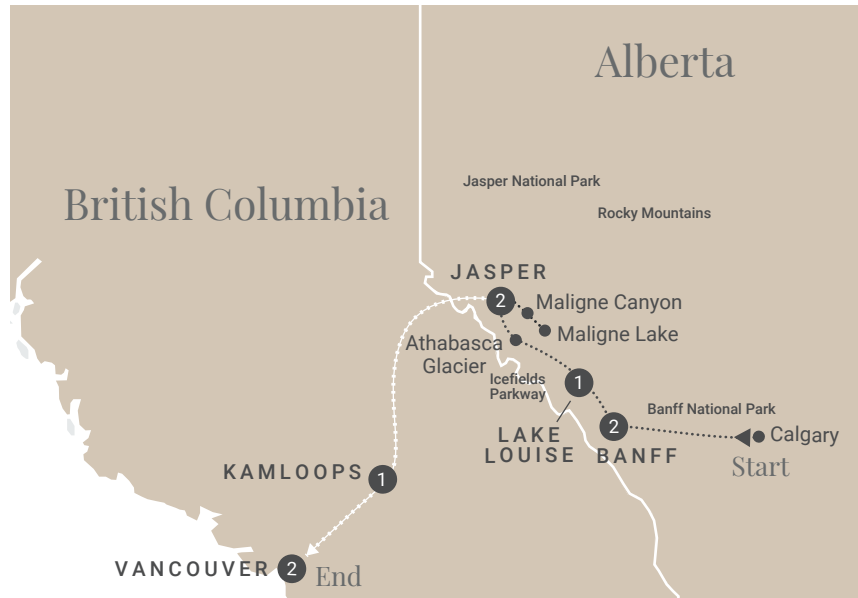 Alberta
British Columbia
Jasper National Park
Rocky Mountains
JASPER
2
Maligne Canyon
Maligne Lake
Athabasca
Glacier
Icefields
Parkway
1
LAKE
LOUISE
2
BANFF
Banff National Park
Calgary
Start
KAMLOOPS
1
VANCOUVER
2
End